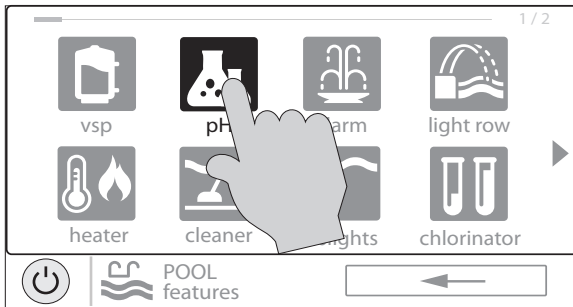 1 / 2
vsp pH arm light row
heater cleaner lights chlorinator
POOL
features